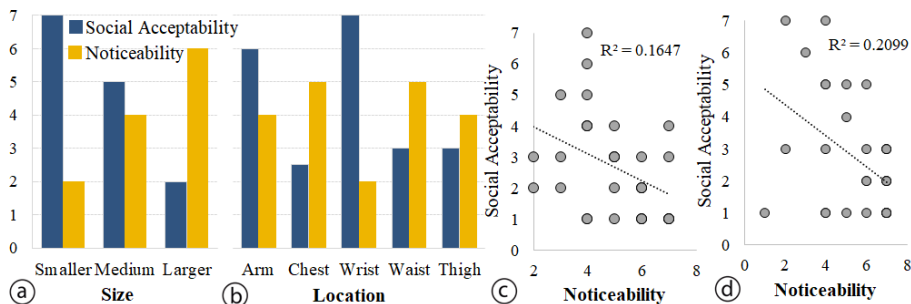 7
6
5
4
3
2
1
0
Social Acceptability
Noticeability
Smaller Medium Larger
Size
a
Arm Chest Wrist Waist Thigh
Location
b
Social Acceptability
7
6
5
4
3
2
1
0
R² = 0.1647
2 4 6 8
Noticeability
c
Social Acceptability
7
6
5
4
3
2
1
0
R² = 0.2099
0 2 4 6 8
Noticeability
d